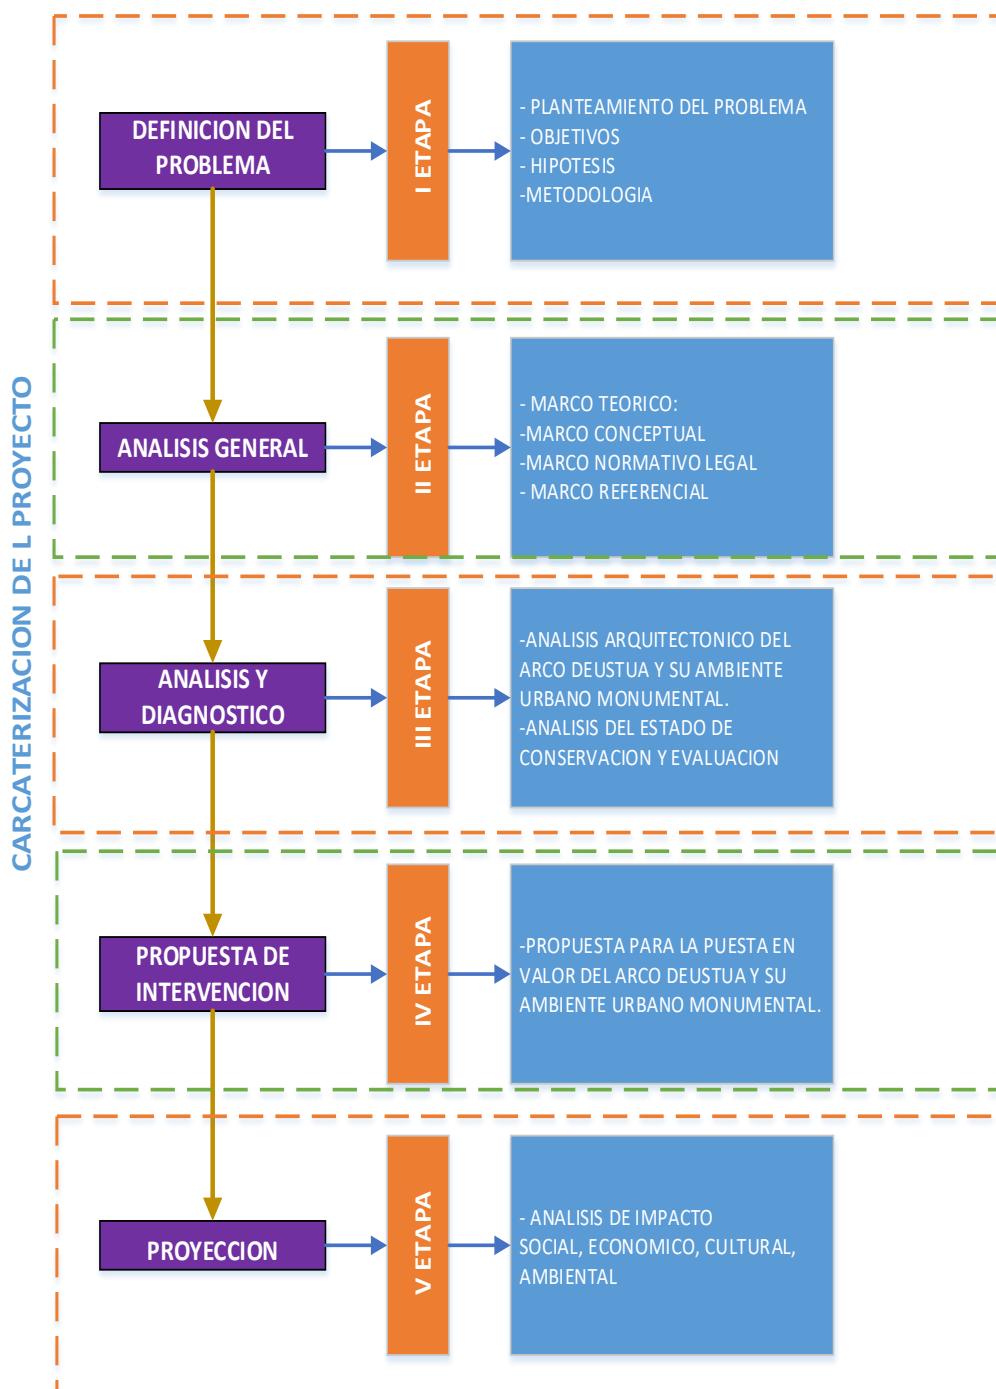 CARCATERIZACION DE L PROYECTO
DEFINICION DEL
PROBLEMA
I ETAPA
- PLANTEAMIENTO DEL PROBLEMA
- OBJETIVOS
- HIPOTESIS
-METODOLOGIA
ANALISIS GENERAL
II ETAPA
- MARCO TEORICO:
-MARCO CONCEPTUAL
-MARCO NORMATIVO LEGAL
- MARCO REFERENCIAL
ANALISIS Y
DIAGNOSTICO
III ETAPA
-ANALISIS ARQUITECTONICO DEL
ARCO DEUSTUA Y SU AMBIENTE
URBANO MONUMENTAL.
-ANALISIS DEL ESTADO DE
CONSERVACION Y EVALUACION
PROPUESTA DE
INTERVENCION
IV ETAPA
-PROPUESTA PARA LA PUESTA EN
VALOR DEL ARCO DEUSTUA Y SU
AMBIENTE URBANO MONUMENTAL.
PROYECCION
V ETAPA
- ANALISIS DE IMPACTO
SOCIAL, ECONOMICO, CULTURAL,
AMBIENTAL